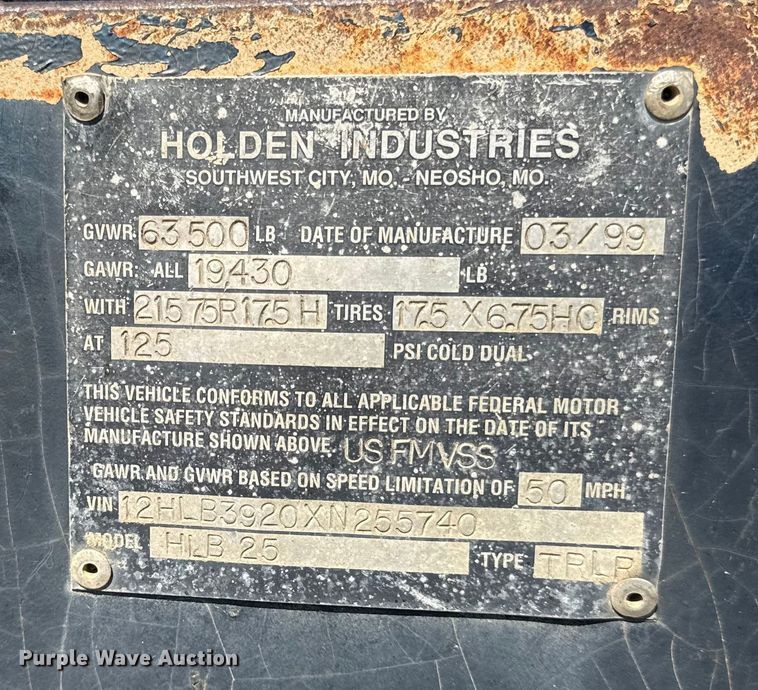 MANUFACTURED BY
HOLDEN INDUSTRIES
SOUTHWEST CITY, MO. - NEOSHO, MO.
GVWR 63500 LB DATE OF MANUFACTURE 03/99
GAWR: ALL 19,430 LB
WITH 215 75R 17.5 H TIRES 17.5 X 6.75HC RIMS
AT 125 PSI COLD DUAL
THIS VEHICLE CONFORMS TO ALL APPLICABLE FEDERAL MOTOR
VEHICLE SAFETY STANDARDS IN EFFECT ON THE DATE OF ITS
MANUFACTURE SHOWN ABOVE. US FMVSS
GAWR AND GVWR BASED ON SPEED LIMITATION OF 50 MPH.
VIN 12HLB3920XN255740
MODEL HLB 25 TYPE TRLR
Purple Wave Auction